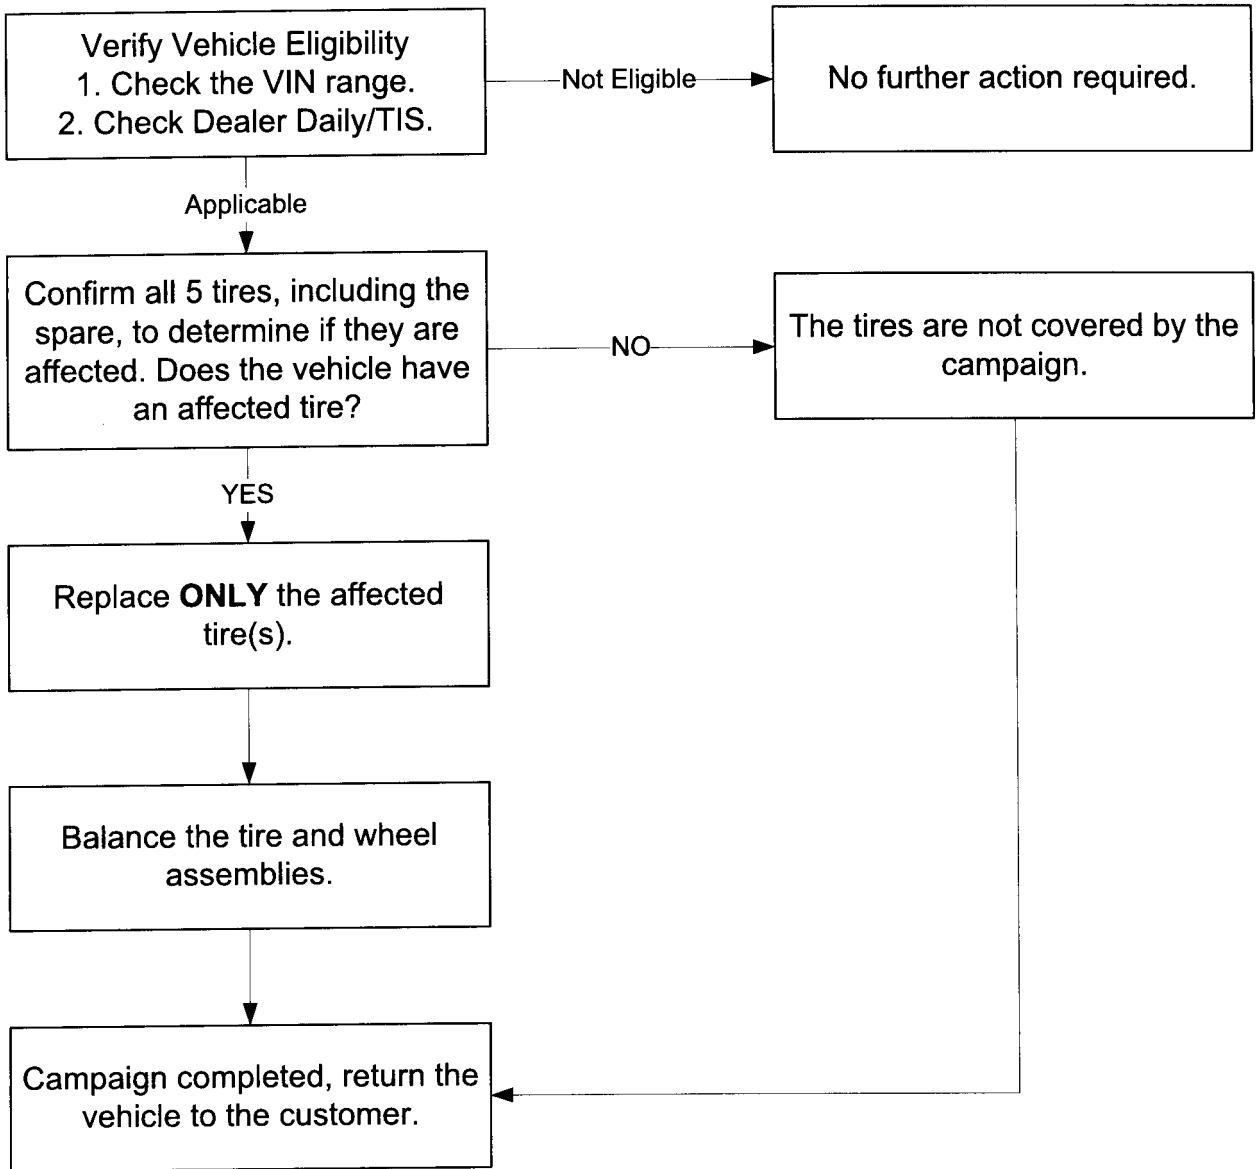 Verify Vehicle Eligibility
1. Check the VIN range.
2. Check Dealer Daily/TIS.
Not Eligible
No further action required.
Applicable
Confirm all 5 tires, including the
spare, to determine if they are
affected. Does the vehicle have
an affected tire?
NO
The tires are not covered by the
campaign.
YES
Replace ONLY the affected
tire(s).
Balance the tire and wheel
assemblies.
Campaign completed, return the
vehicle to the customer.